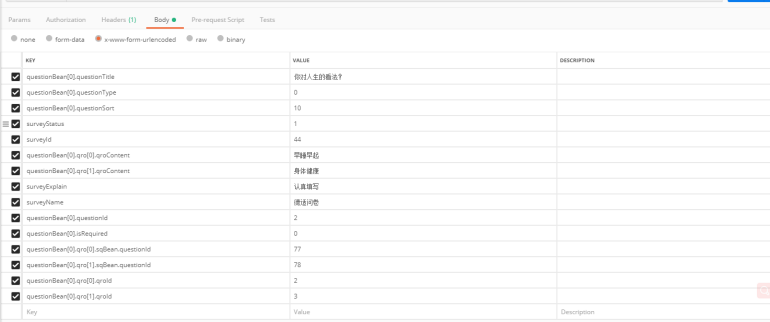 Params Authorization Headers (1) Body Pre-request Script Tests
none form-data x-www-form-urlencoded raw binary
KEY VALUE DESCRIPTION
questionBean[0].questionTitle 你对人生的看法?
questionBean[0].questionType 0
questionBean[0].questionSort 10
surveyStatus 1
surveyId 44
questionBean[0].qro[0].qroContent 早睡早起
questionBean[0].qro[1].qroContent 身体健康
surveyExplain 认真填写
surveyName 问卷
questionBean[0].questionId 2
questionBean[0].isRequired 0
questionBean[0].qro[0].sqBean.questionId 77
questionBean[0].qro[1].sqBean.questionId 78
questionBean[0].qro[0].qroId 2
questionBean[0].qro[1].qroId 3
Key Value Description